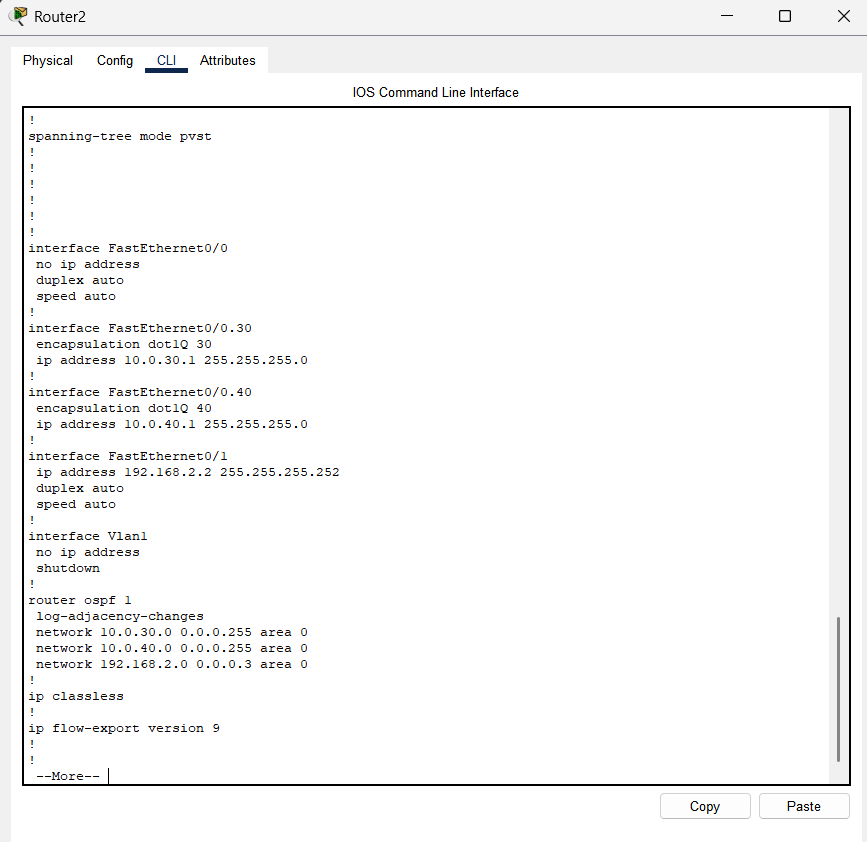 Router2
Physical Config CLI Attributes
IOS Command Line Interface
!
spanning-tree mode pvst
!
!
!
!
!
!
interface FastEthernet0/0
no ip address
duplex auto
speed auto
!
interface FastEthernet0/0.30
encapsulation dot1Q 30
ip address 10.0.30.1 255.255.255.0
!
interface FastEthernet0/0.40
encapsulation dot1Q 40
ip address 10.0.40.1 255.255.255.0
!
interface FastEthernet0/1
ip address 192.168.2.2 255.255.255.252
duplex auto
speed auto
!
interface Vlan1
no ip address
shutdown
!
router ospf 1
log-adjacency-changes
network 10.0.30.0 0.0.0.255 area 0
network 10.0.40.0 0.0.0.255 area 0
network 192.168.2.0 0.0.0.3 area 0
!
ip classless
!
ip flow-export version 9
!
!
--More--
Copy Paste